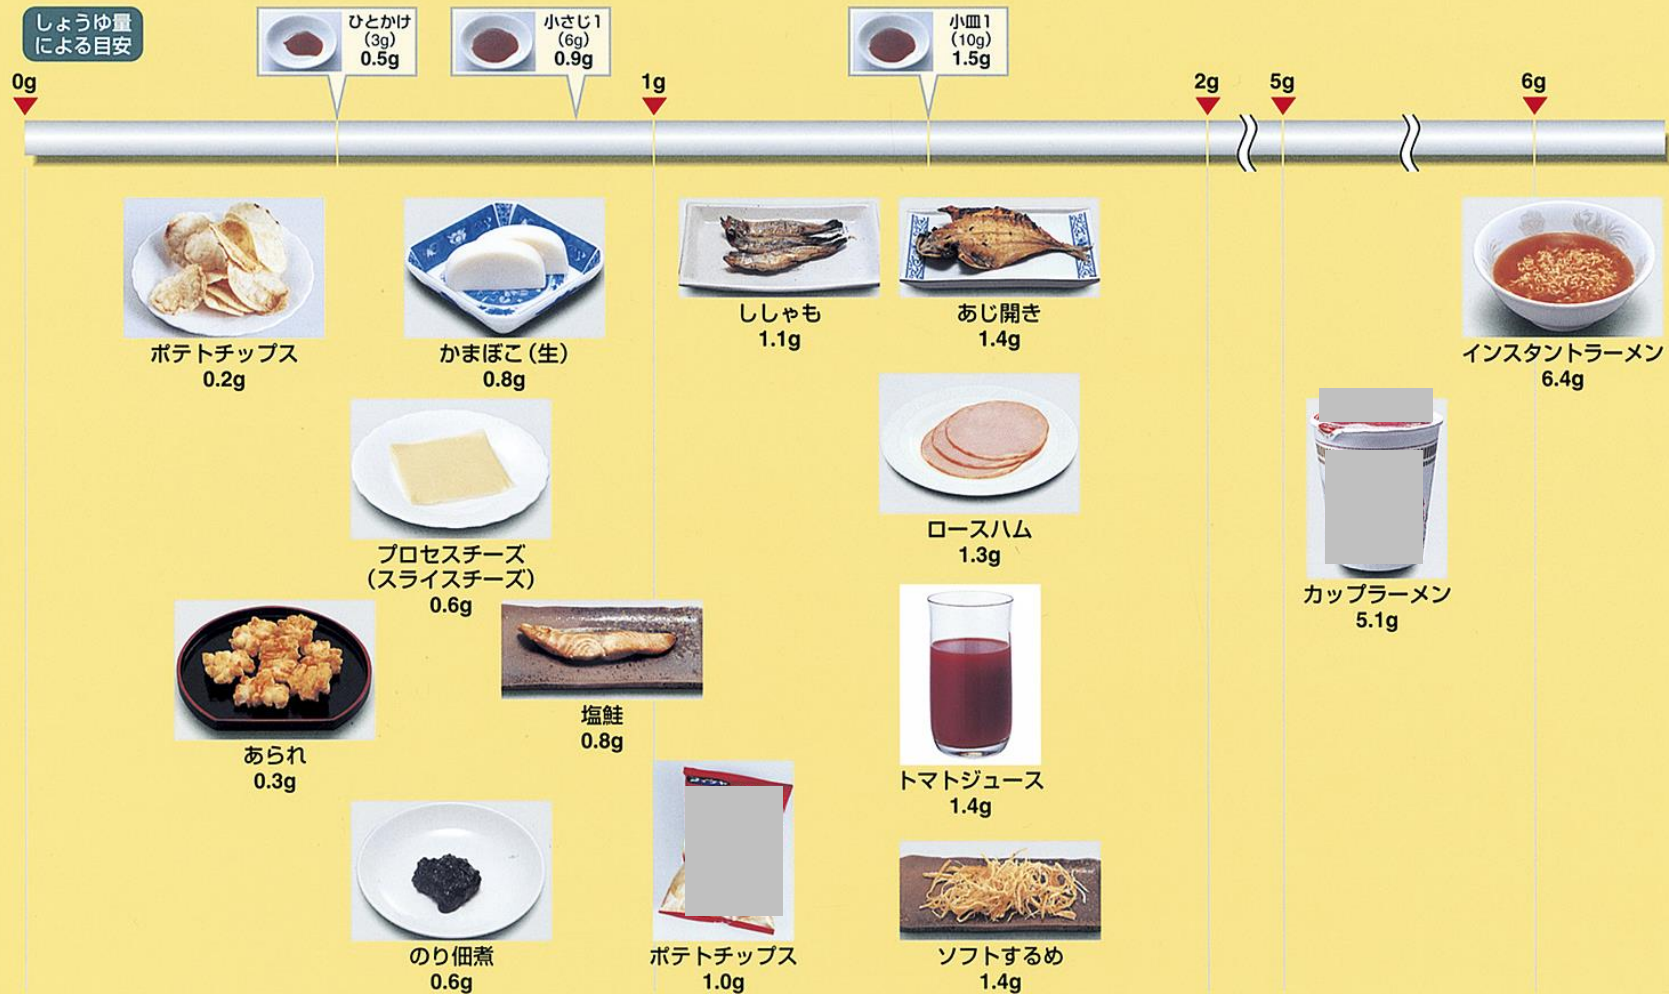 しょうゆ量
による目安
ひとかけ
(3g)
0.5g
小さじ1
(6g)
0.9g
小皿1
(10g)
1.5g
0g
1g
2g
5g
6g
ポテトチップス
0.2g
かまぼこ(生)
0.8g
ししゃも
1.1g
あじ開き
1.4g
インスタントラーメン
6.4g
プロセスチーズ
(スライスチーズ)
0.6g
ロースハム
1.3g
カップラーメン
5.1g
あられ
0.3g
塩鮭
0.8g
トマトジュース
1.4g
のり佃煮
0.6g
ポテトチップス
1.0g
ソフトするめ
1.4g